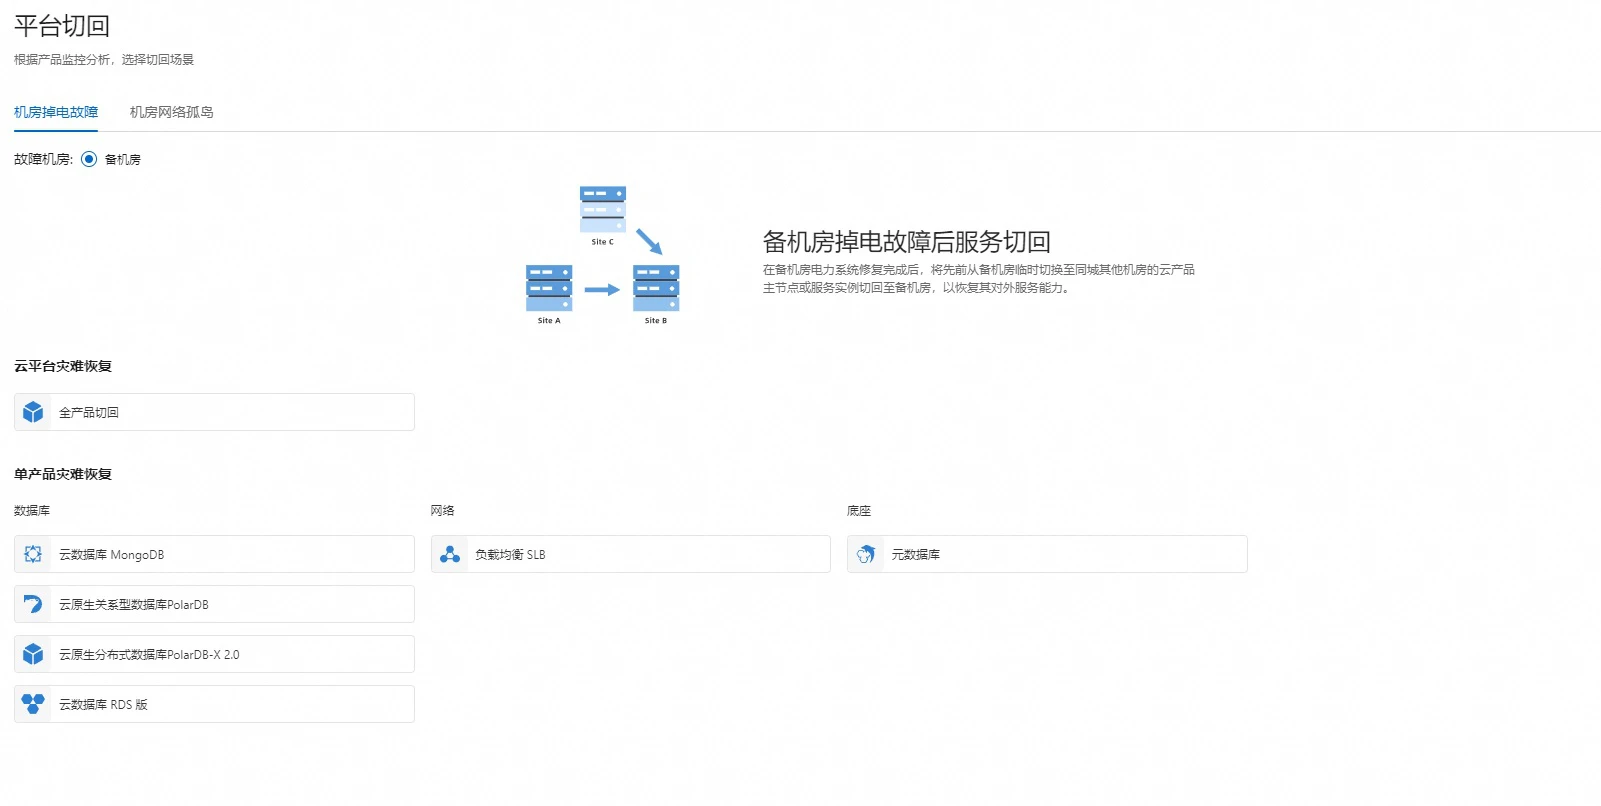 平台切回
根据产品监控分析，选择切回场景
机房掉电故障
机房网络孤岛
故障机房:
备机房
Site C
Site A
Site B
备机房掉电故障后服务切回
在备机房电力系统修复完成后，将先前从备机房临时切换至同城其他机房的云产品
主节点或服务实例切回至备机房，以恢复其对外服务能力。
云平台灾难恢复
全产品切回
单产品灾难恢复
数据库
云数据库 MongoDB
云原生关系型数据库PolarDB
云原生分布式数据库PolarDB-X 2.0
云数据库 RDS 版
网络
负载均衡 SLB
底座
元数据库